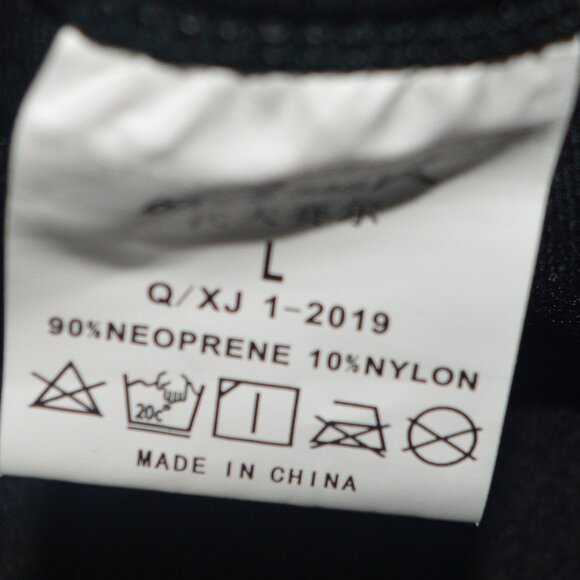 L
Q/XJ 1-2019
90%NEOPRENE 10%NYLON
20c°
MADE IN CHINA